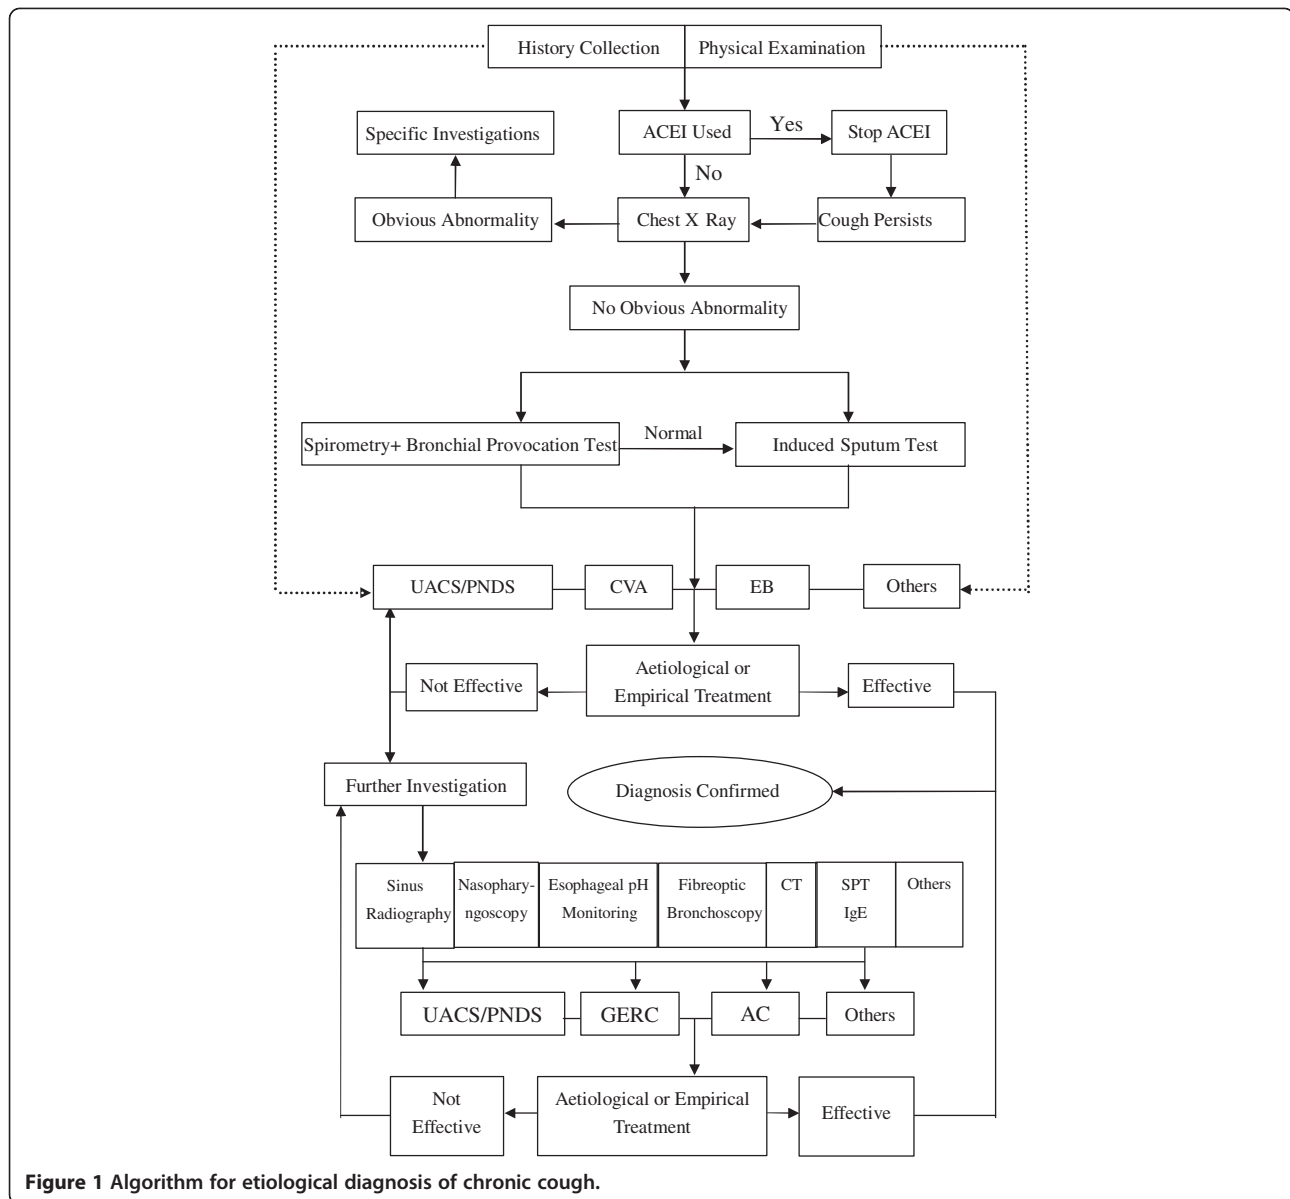 History Collection
Physical Examination
Specific Investigations
ACEI Used
Yes
Stop ACEI
No
Obvious Abnormality
Chest X Ray
Cough Persists
No Obvious Abnormality
Spirometry+ Bronchial Provocation Test
Normal
Induced Sputum Test
UACS/PNDS
CVA
EB
Others
Not Effective
Aetiological or
Empirical Treatment
Effective
Further Investigation
Diagnosis Confirmed
Sinus
Radiography
Nasophary-
ngoscopy
Esophageal pH
Monitoring
Fibreoptic
Bronchoscopy
CT
SPT
IgE
Others
UACS/PNDS
GERC
AC
Others
Not
Effective
Aetiological or Empirical
Treatment
Effective
Figure 1 Algorithm for etiological diagnosis of chronic cough.